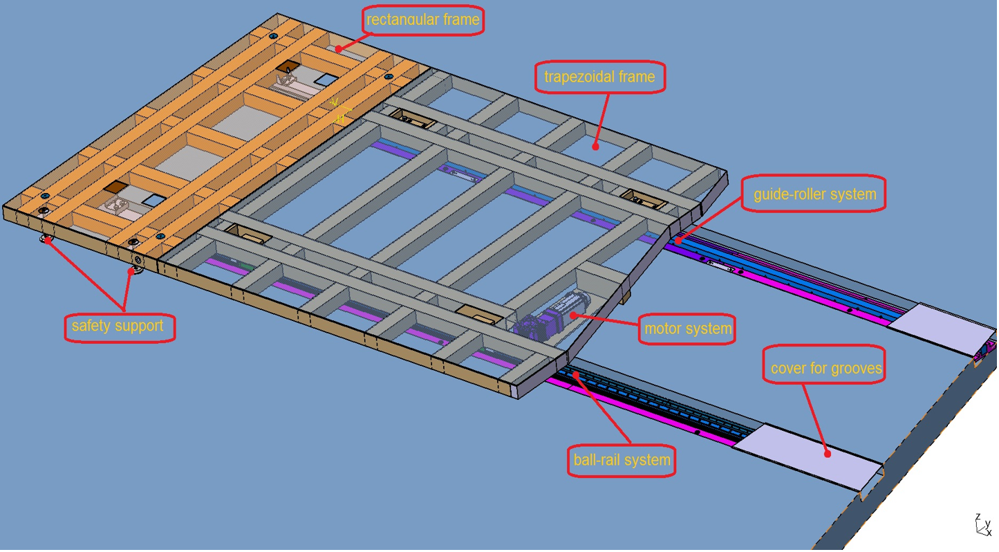 rectangular frame
trapezoidal frame
guide-roller system
safety support
motor system
cover for grooves
ball-rail system
V
H
z
y
x